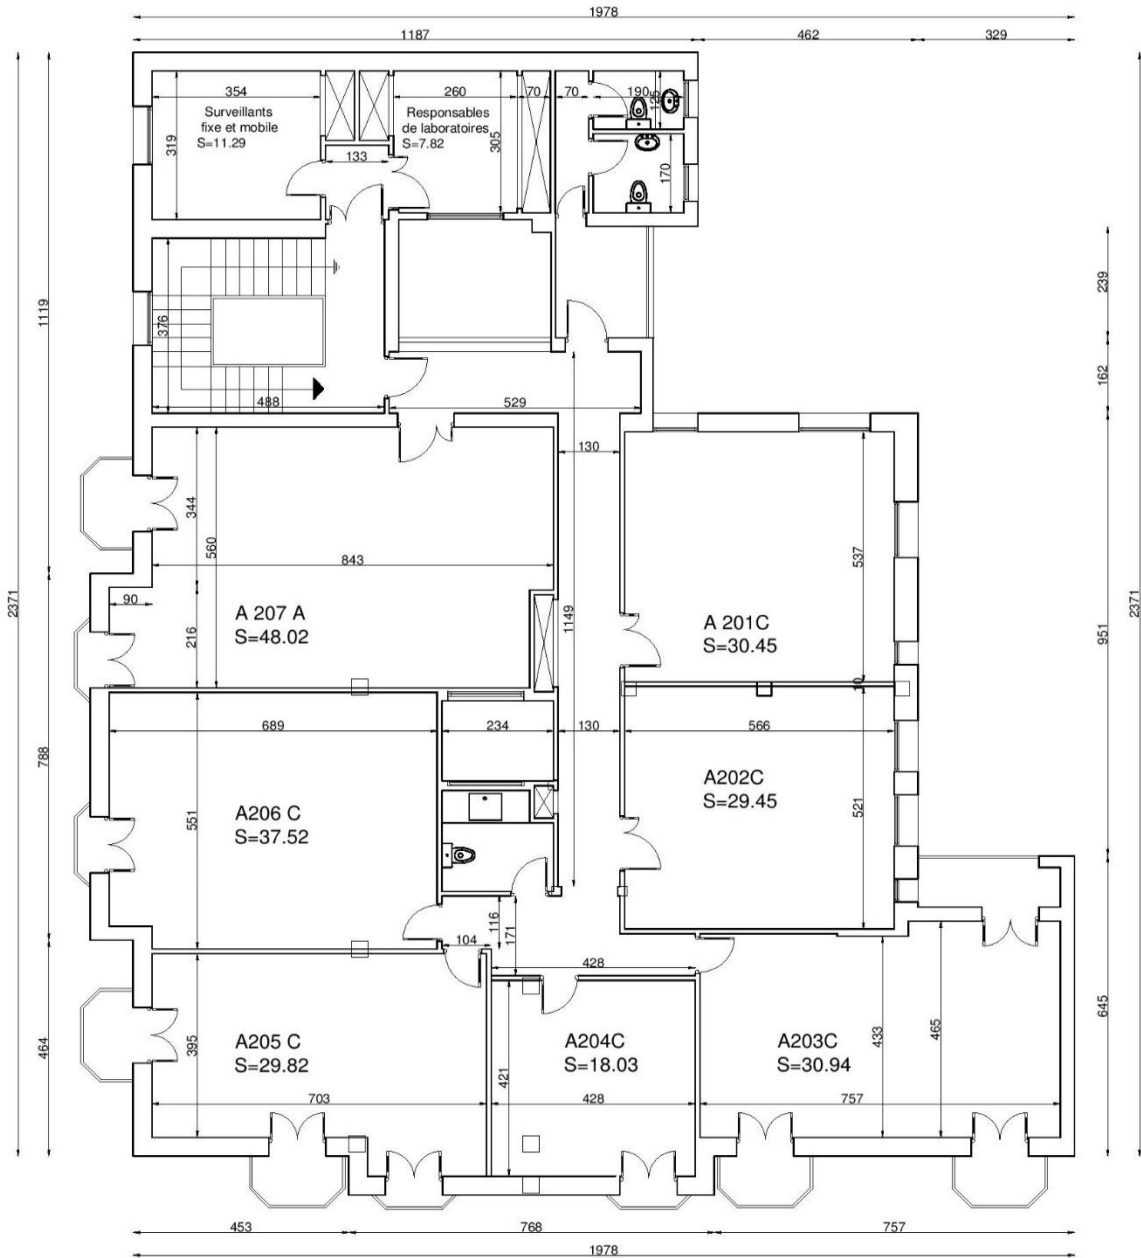 1978
1187
462
329
354
260
70
70
190
125
Surveillants
fixe et mobile
S=11.29
Responsables
de laboratoires
S=7.82
319
305
133
170
1119
239
376
162
488
529
130
344
560
843
537
2371
2371
90
216
1149
951
A 207 A
S=48.02
A 201C
S=30.45
10
689
234
130
566
788
551
A206 C
S=37.52
A202C
S=29.45
521
116
171
104
428
645
464
395
A205 C
S=29.82
421
A204C
S=18.03
A203C
S=30.94
433
465
703
428
757
453
768
757
1978